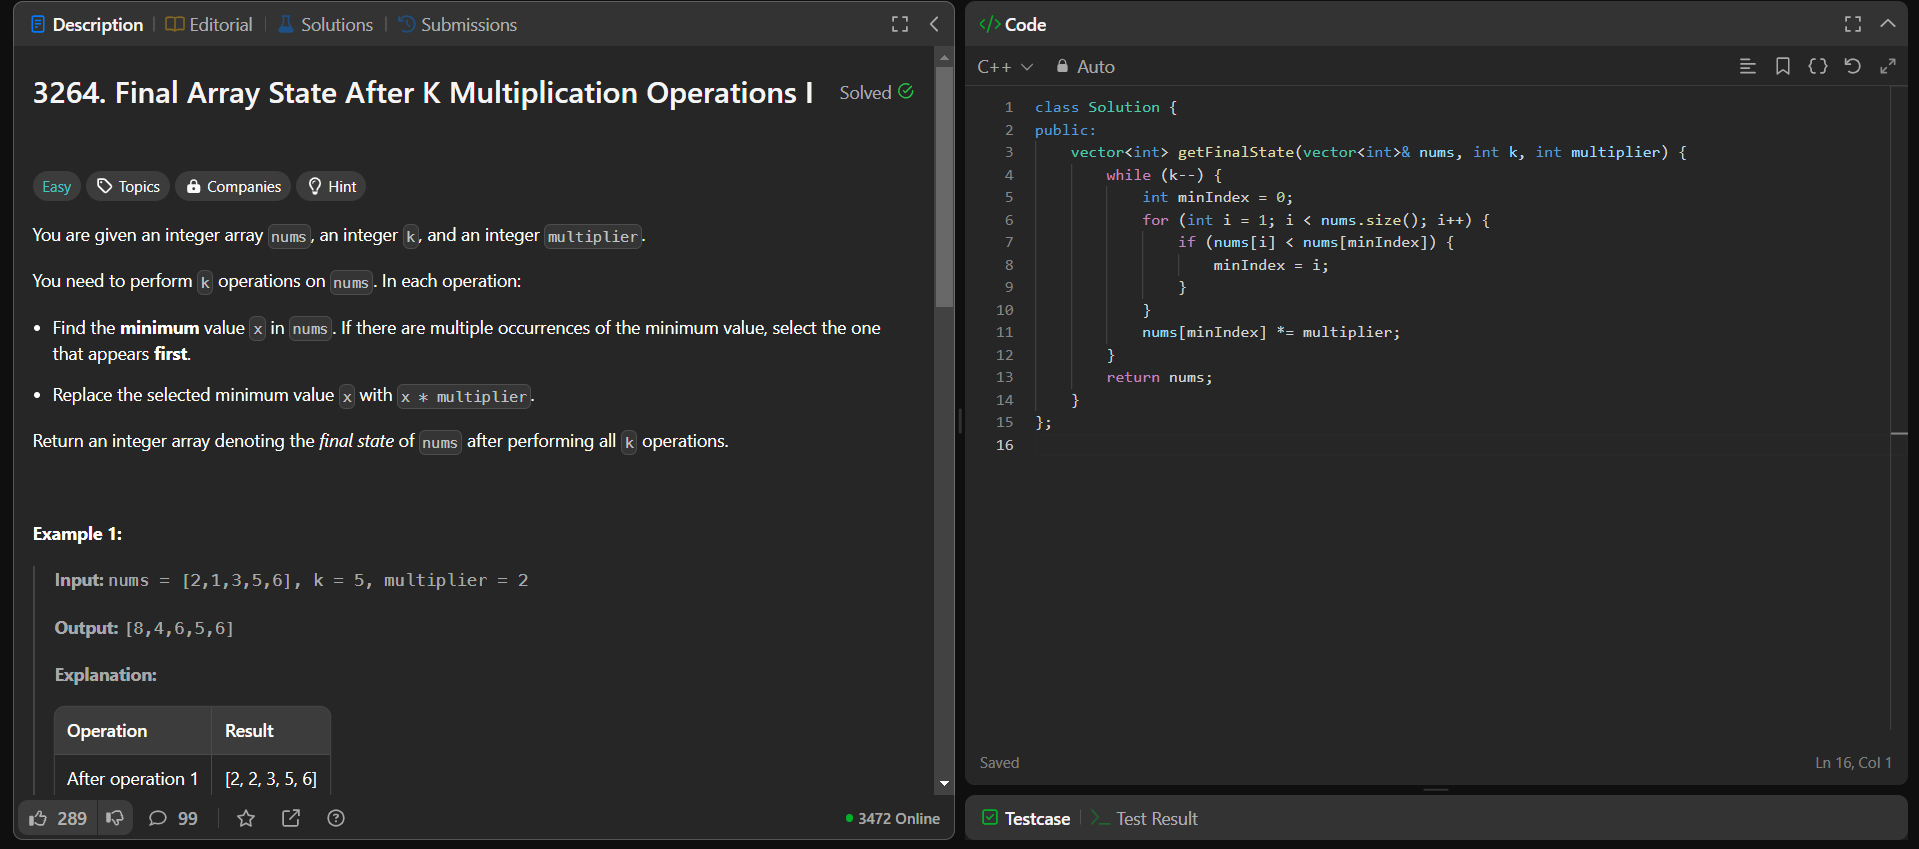 Description
Editorial
Solutions
Submissions
3264. Final Array State After K Multiplication Operations I
Solved
Easy
Topics
Companies
Hint
You are given an integer array nums, an integer k, and an integer multiplier.
You need to perform k operations on nums. In each operation:
• Find the minimum value x in nums. If there are multiple occurrences of the minimum value, select the one
that appears first.
• Replace the selected minimum value x with x * multiplier.
Return an integer array denoting the final state of nums after performing all k operations.
Example 1:
Input: nums = [2,1,3,5,6], k = 5, multiplier = 2
Output: [8,4,6,5,6]
Explanation:
Operation Result
After operation 1 [2, 2, 3, 5, 6]
289
99
3472 Online
</> Code
C++
Auto
1 class Solution {
2 public:
3     vector<int> getFinalState(vector<int>& nums, int k, int multiplier) {
4         while (k--) {
5             int minIndex = 0;
6             for (int i = 1; i < nums.size(); i++) {
7                 if (nums[i] < nums[minIndex]) {
8                     minIndex = i;
9                 }
10             }
11             nums[minIndex] *= multiplier;
12         }
13         return nums;
14     }
15 };
16
Saved
Ln 16, Col 1
Testcase
Test Result